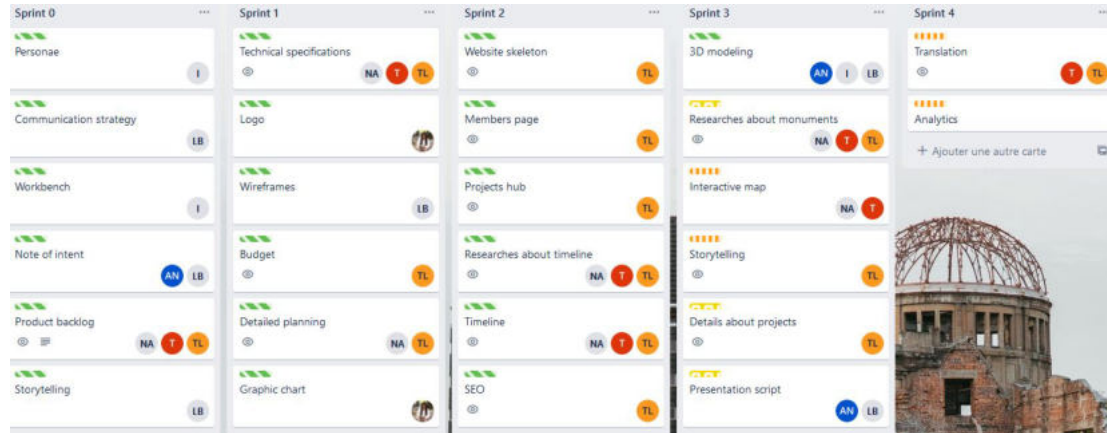 Sprint 0
Personae
I
Communication strategy
LB
Workbench
I
Note of intent
AN LB
Product backlog
NA T TL
Storytelling
LB
Sprint 1
Technical specifications
NA T TL
Logo
Wireframes
LB
Budget
TL
Detailed planning
NA TL
Graphic chart
Sprint 2
Website skeleton
TL
Members page
TL
Projects hub
TL
Researches about timeline
NA T TL
Timeline
NA T TL
SEO
TL
Sprint 3
3D modeling
AN I LB
Researches about monuments
NA T TL
Interactive map
NA T
Storytelling
TL
Details about projects
TL
Presentation script
AN LB
Sprint 4
Translation
T TL
Analytics
+ Ajouter une autre carte